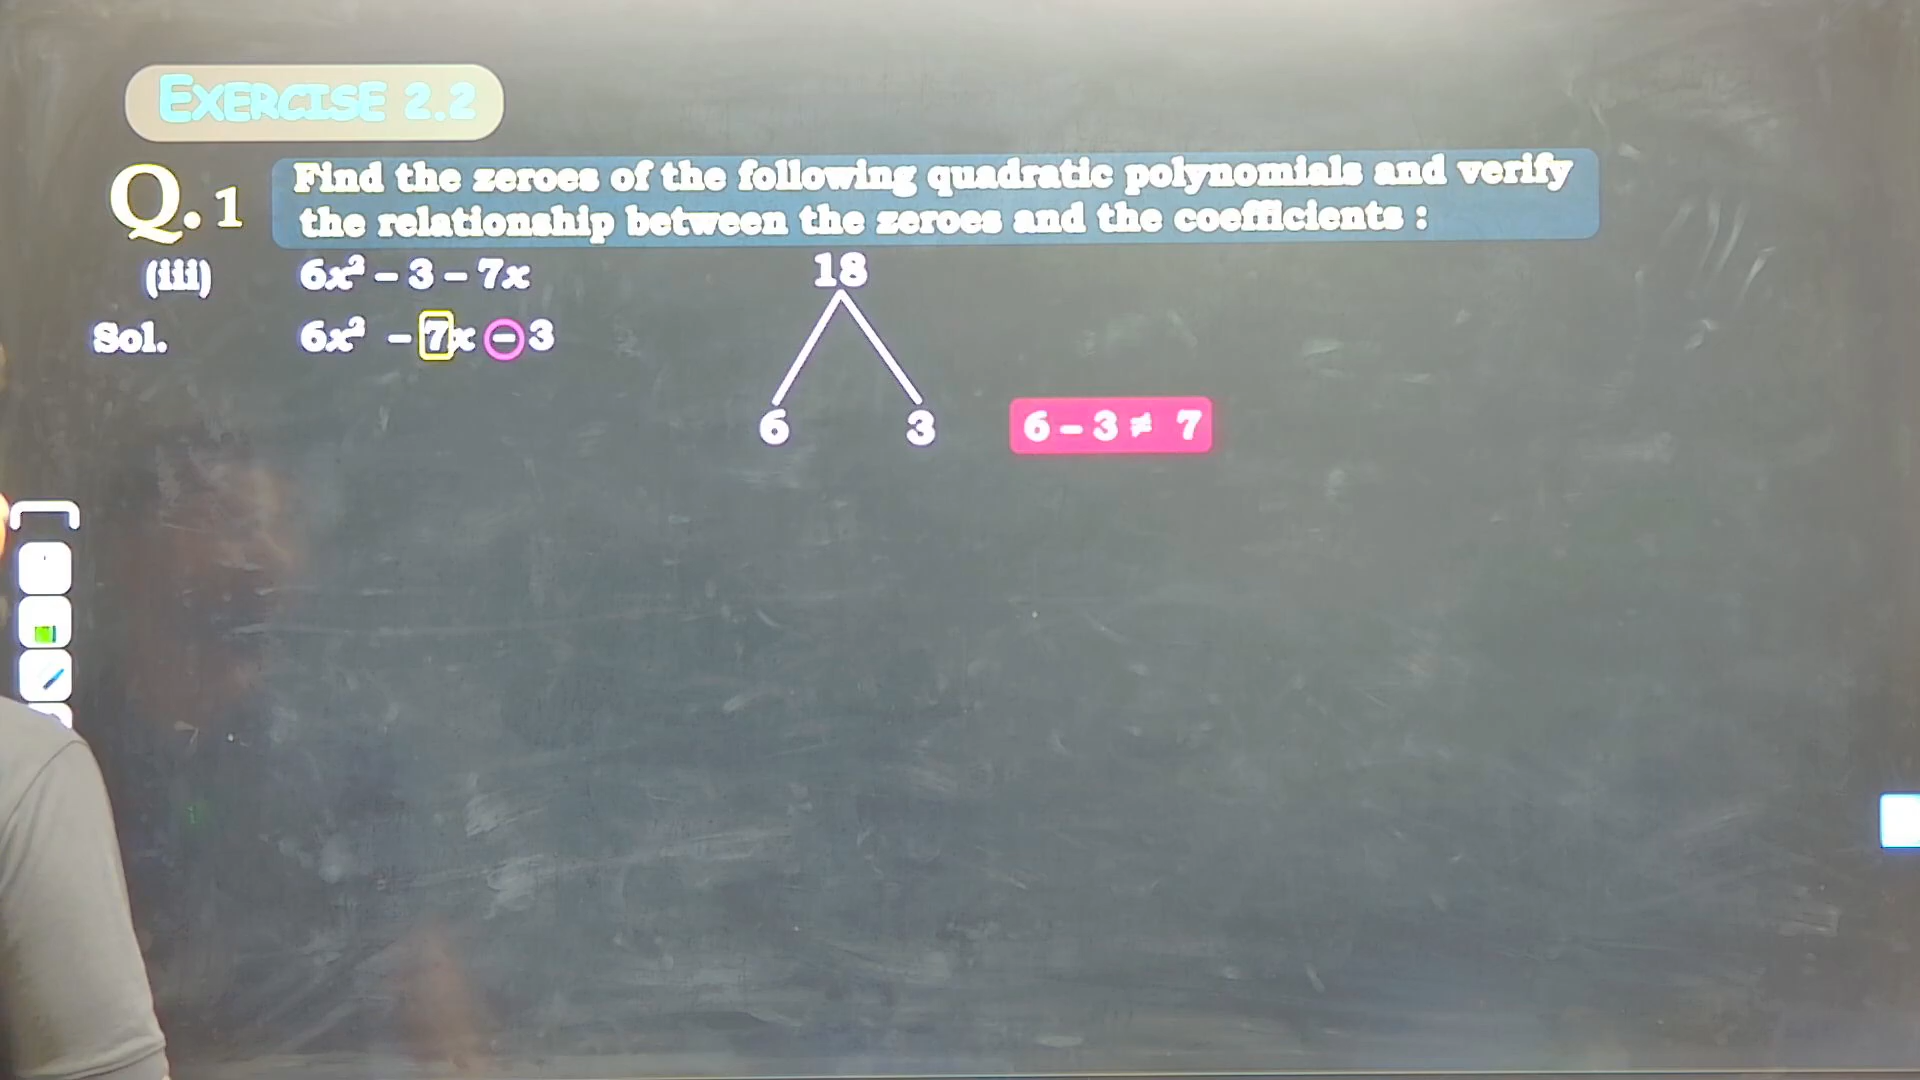 EXERCISE 2.2
Q.1 Find the zeroes of the following quadratic polynomials and verify
the relationship between the zeroes and the coefficients :
(iii) 6x² – 3 – 7x
Sol. 6x² – 7x – 3
18
6 3
6 – 3 ≠ 7